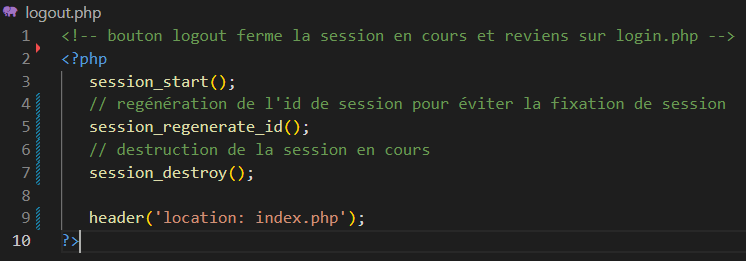 logout.php
1 <!-- bouton logout ferme la session en cours et reviens sur login.php -->
2 <?php
3 session_start();
4 // regénération de l'id de session pour éviter la fixation de session
5 session_regenerate_id();
6 // destruction de la session en cours
7 session_destroy();
8
9 header('location: index.php');
10 ?>